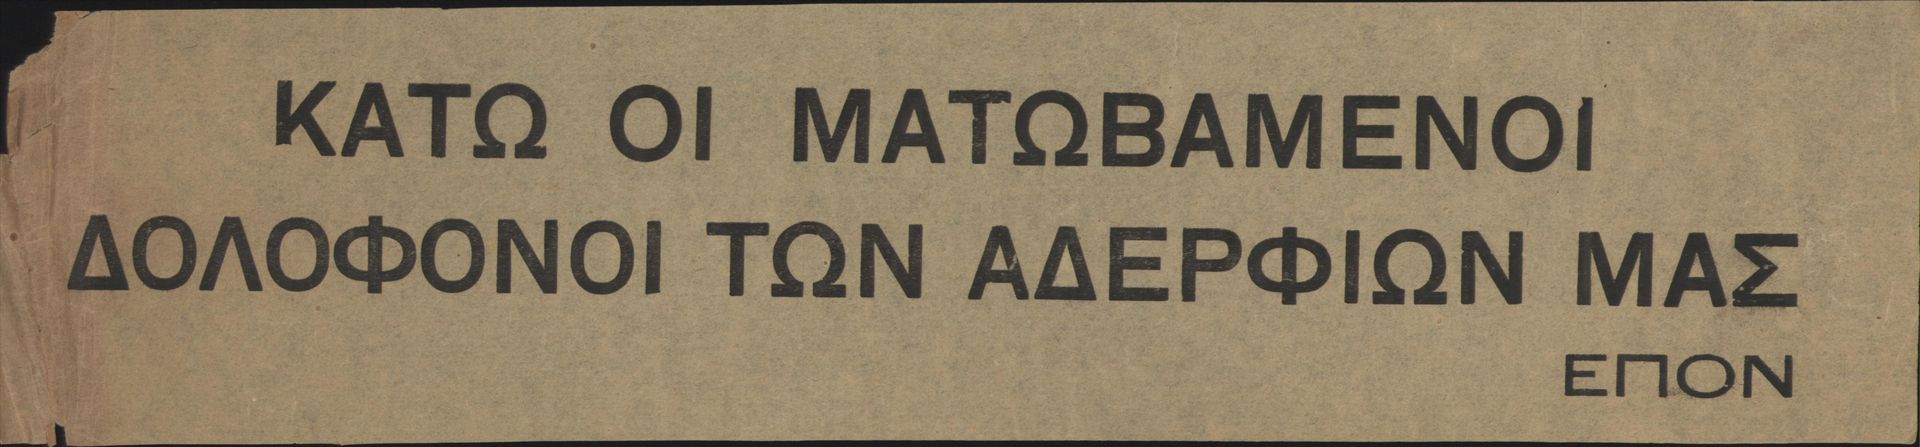 ΚΑΤΩ ΟΙ ΜΑΤΩΒΑΜΕΝΟΙ
ΔΟΛΟΦΟΝΟΙ ΤΩΝ ΑΔΕΡΦΙΩΝ ΜΑΣ
ΕΠΟΝ